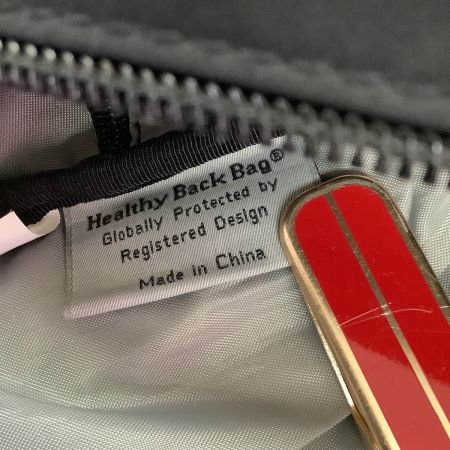 Healthy Back Bag®
Globally Protected by
Registered Design
Made in China